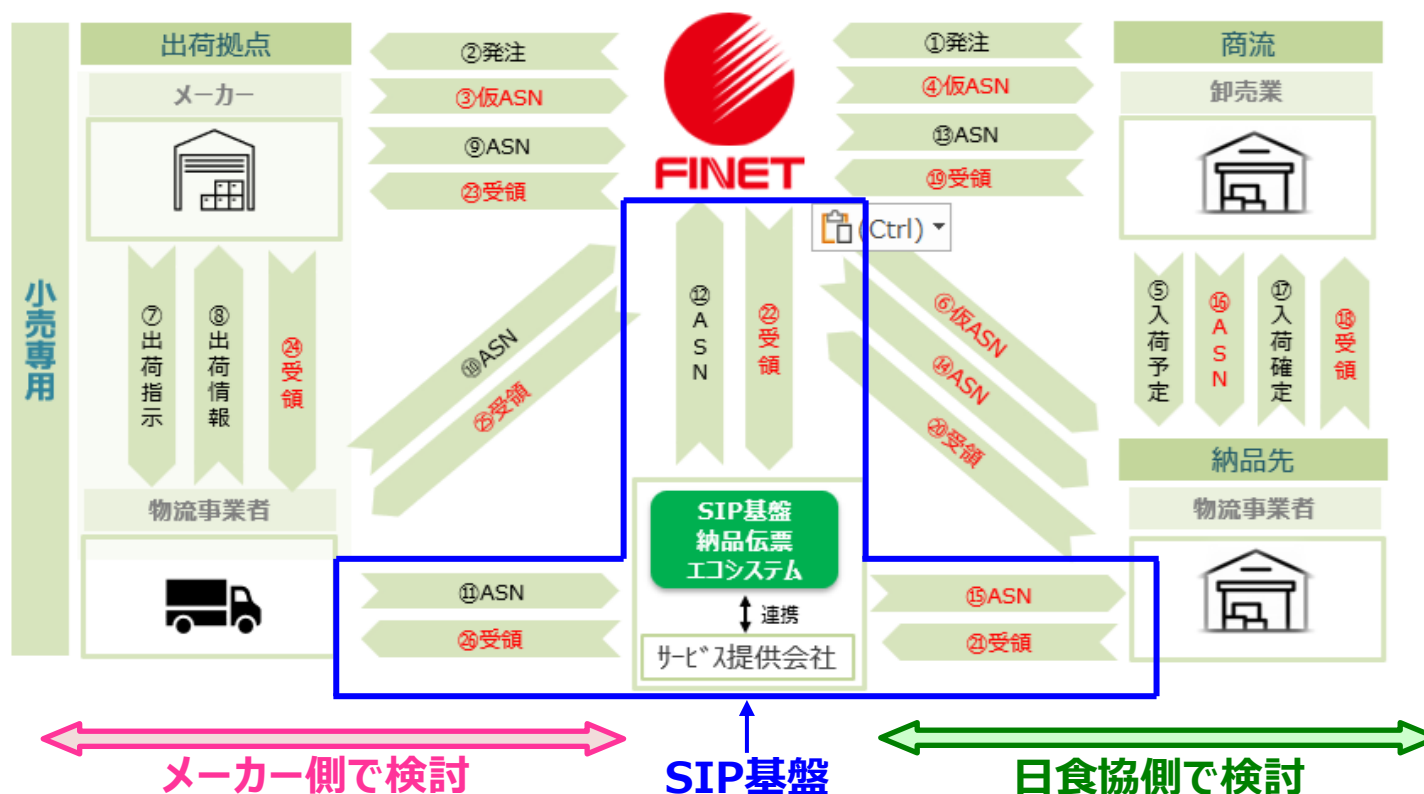 小売専用
出荷拠点
メーカー
②発注
③仮ASN
⑨ASN
㉓受領
FINET
①発注
④仮ASN
⑬ASN
⑲受領
商流
卸売業
(Ctrl)
⑦出荷指示
⑧出荷情報
㉔受領
⑩ASN
㉕受領
⑫ASN
㉒受領
⑥仮ASN
⑭ASN
⑳受領
⑤入荷予定
⑯ASN
⑰入荷確定
⑱受領
物流事業者
納品先
物流事業者
SIP基盤
納品伝票
エコシステム
連携
ｻｰﾋﾞｽ提供会社
⑪ASN
㉖受領
⑮ASN
㉑受領
メーカー側で検討
SIP基盤
日食協側で検討